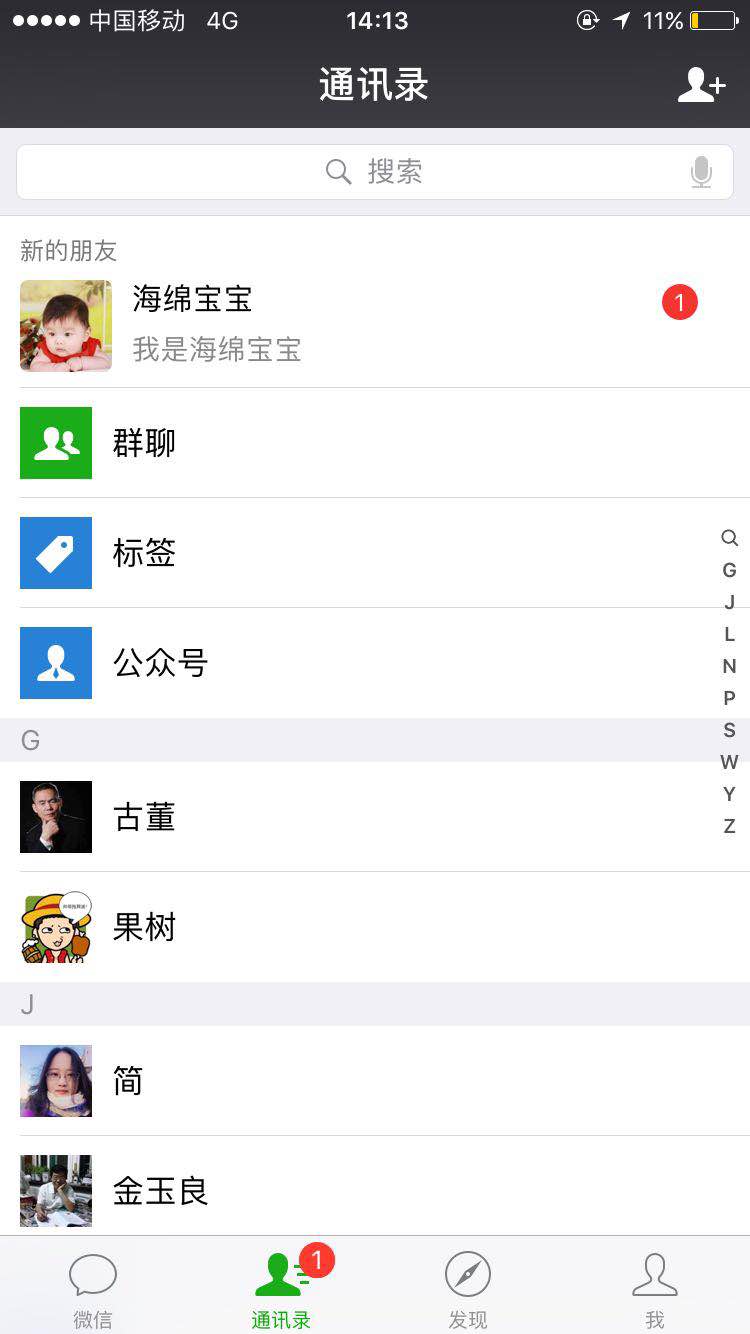 中国移动 4G 14:13 11%
通讯录
搜索
新的朋友
海绵宝宝
1
我是海绵宝宝
群聊
标签
公众号
G
J
L
N
P
S
W
Y
Z
G
古董
果树
J
简
金玉良
1
微信 通讯录 发现 我